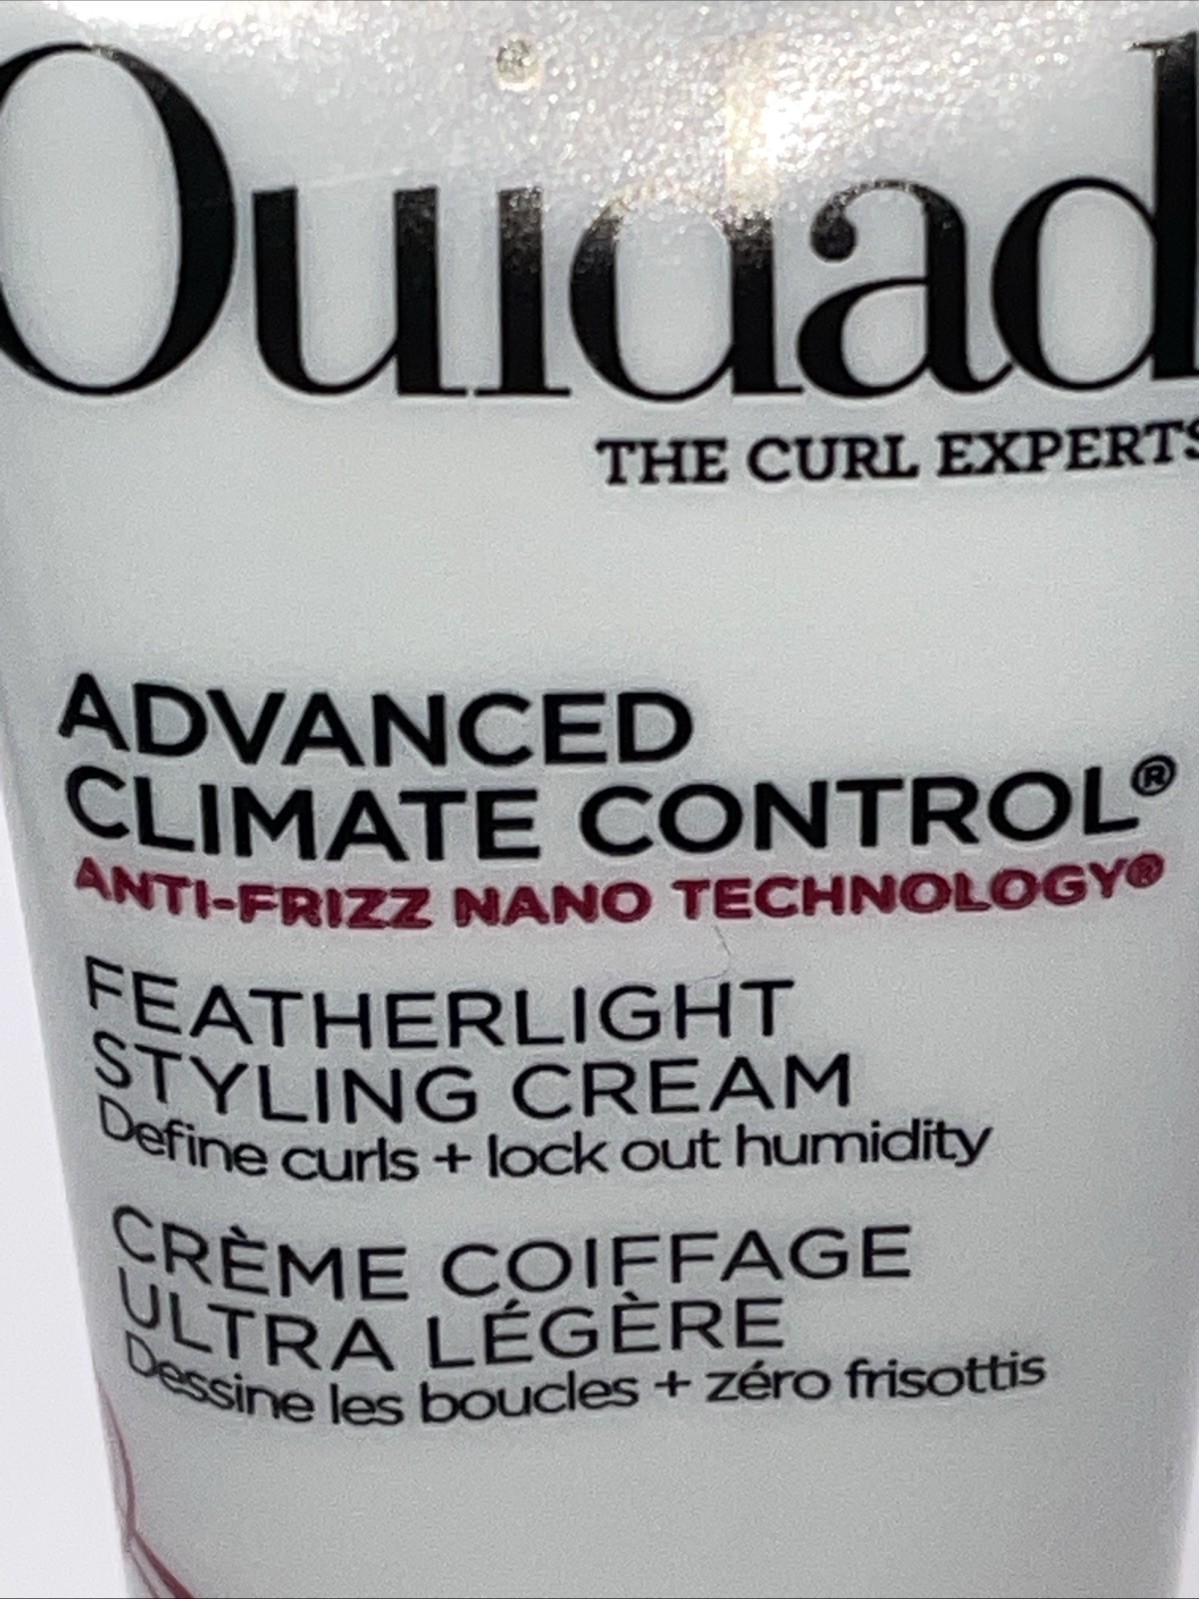 Ouidad
THE CURL EXPERTS
ADVANCED
CLIMATE CONTROL®
ANTI-FRIZZ NANO TECHNOLOGY®
FEATHERLIGHT
STYLING CREAM
Define curls + lock out humidity
CRÈME COIFFAGE
ULTRA LÉGÈRE
Dessine les boucles + zéro frisottis